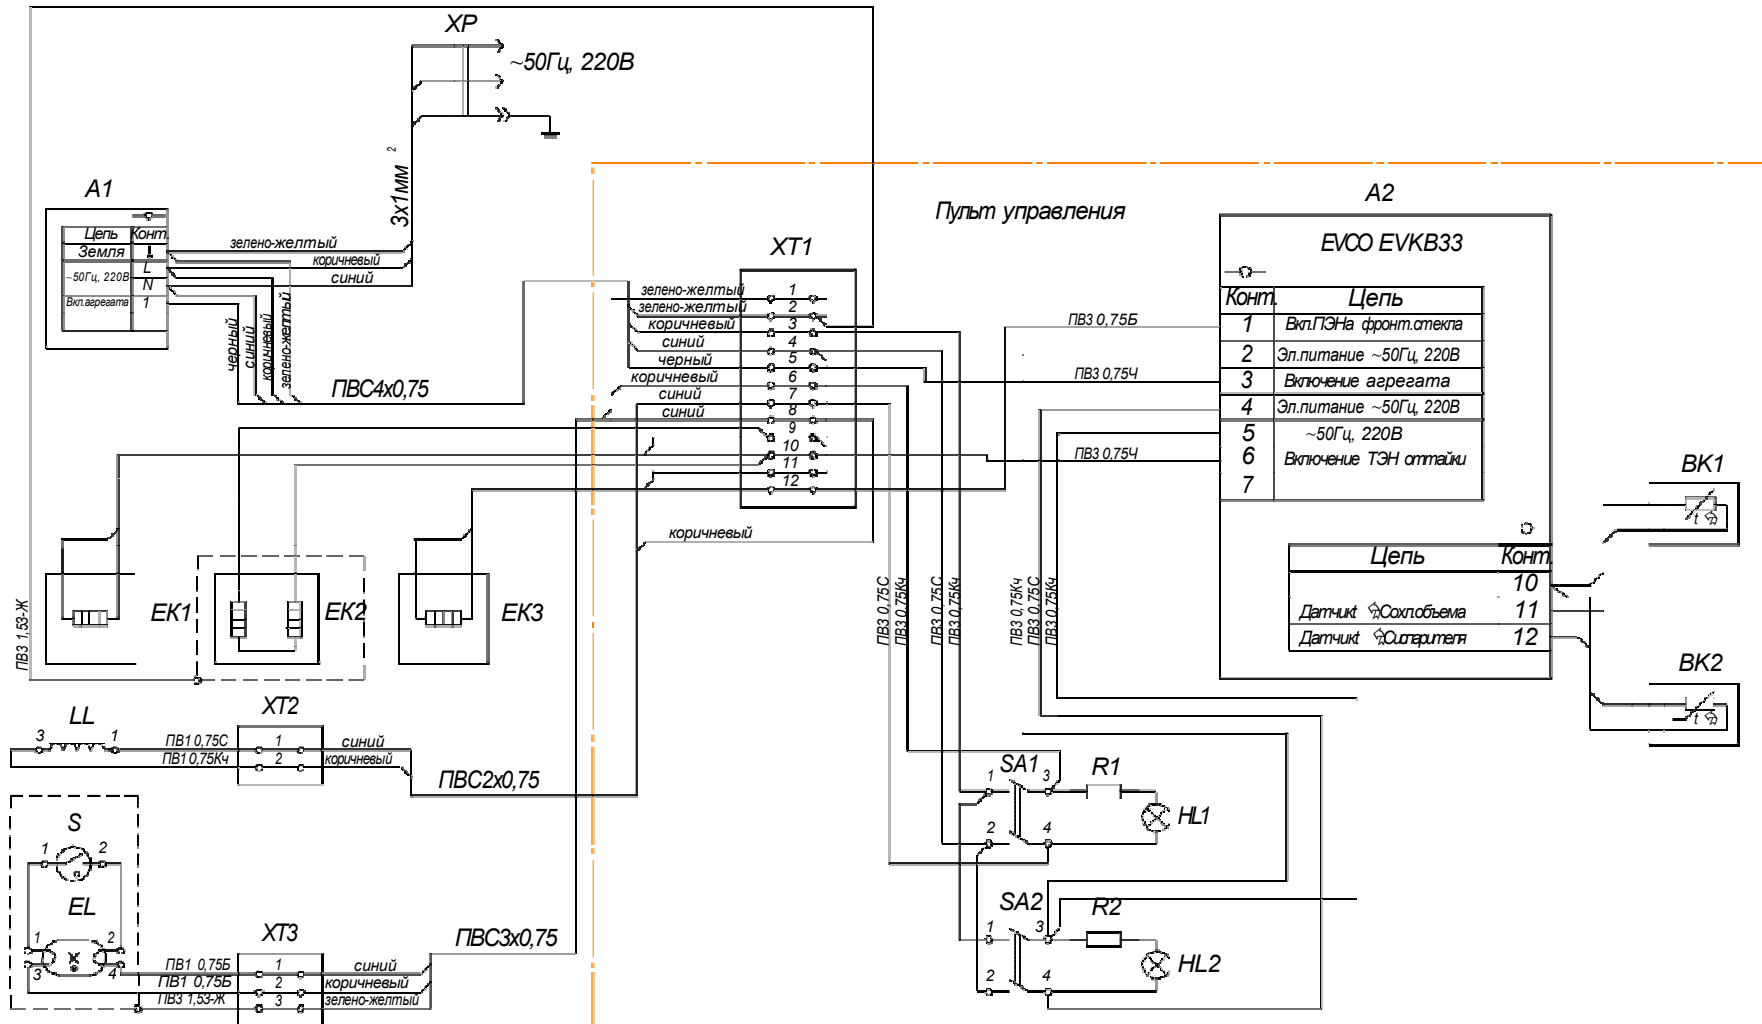 XP
~50Гц, 220В
3x1мм 2
A1
Цепь Конт.
Земля
~50Гц, 220В L
N
Вкл.агрегата 1
зелено-желтый
коричневый
синий
черный
синий
коричневый
зелено-желтый
ПВС4x0,75
Пульт управления
XT1
зелено-желтый 1
зелено-желтый 2
коричневый 3
синий 4
черный 5
коричневый 6
синий 7
синий 8
9
10
11
12
коричневый
A2
EVCO EVKB33
Конт. Цепь
1 Вкл.ПЭНа фронт.стекла
2 Эл.питание ~50Гц, 220В
3 Включение агрегата
4 Эл.питание ~50Гц, 220В
5 ~50Гц, 220В
6 Включение ТЭН оттайки
7
ПВ3 0,75Б
ПВ3 0,75Ч
ПВ3 0,75Ч
Цепь Конт.
10
Датчик t Cохл.объема 11
Датчик t Cиспарителя 12
BK1
t
BK2
t
EK1
EK2
EK3
ПВ3 1,53-Ж
ПВ3 0,75С
ПВ3 0,75Кч
ПВ3 0,75С
ПВ3 0,75Кч
ПВ3 0,75Кч
ПВ3 0,75С
ПВ3 0,75Кч
LL
3 1
ПВ1 0,75С
ПВ1 0,75Кч
XT2
1
2
синий
коричневый
ПВС2x0,75
S
1 2
EL
1 2
3 4
ПВ1 0,75Б
ПВ1 0,75Б
ПВ3 1,53-Ж
XT3
1
2
3
синий
коричневый
зелено-желтый
ПВС3x0,75
SA1
1 3
2 4
R1
HL1
SA2
1 3
2 4
R2
HL2